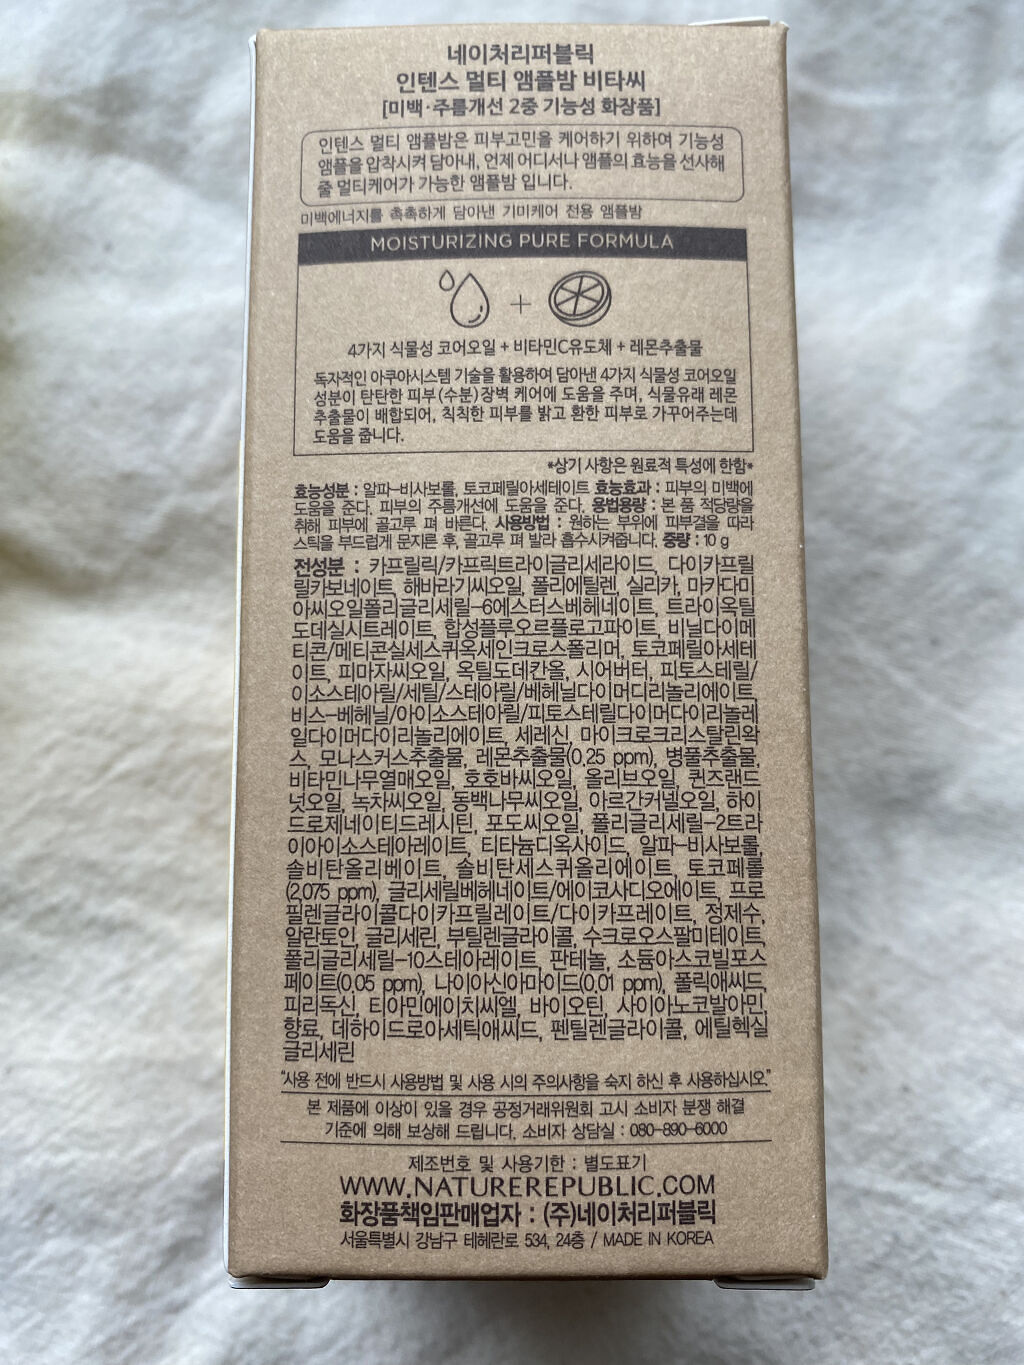 네이처리퍼블릭
인텐스 멀티 앰플밤 비타씨
[미백·주름개선 2중 기능성 화장품]
인텐스 멀티 앰플밤은 피부고민을 케어하기 위하여 기능성
앰플을 압착시켜 담아내, 언제 어디서나 앰플의 효능을 선사해
줄 멀티케어가 가능한 앰플밤 입니다.
미백에너지를 촉촉하게 담아낸 기미케어 전용 앰플밤
MOISTURIZING PURE FORMULA
+
4가지 식물성 코어오일 + 비타민C유도체 + 레몬추출물
독자적인 아쿠아시스템 기술을 활용하여 담아낸 4가지 식물성 코어오일
성분이 탄탄한 피부(수분)장벽 케어에 도움을 주며, 식물유래 레몬
추출물이 배합되어, 칙칙한 피부를 밝고 환한 피부로 가꾸어주는데
도움을 줍니다.
*상기 사항은 원료적 특성에 한함*
효능성분 : 알파-비사보롤, 토코페릴아세테이트 효능효과 : 피부의 미백에
도움을 준다. 피부의 주름개선에 도움을 준다. 용법용량 : 본 품 적당량을
취해 피부에 골고루 펴 바른다. 사용방법 : 원하는 부위에 피부결을 따라
스틱을 부드럽게 문지른 후, 골고루 펴 발라 흡수시켜줍니다. 중량 : 10 g
전성분 : 카프릴릭/카프릭트라이글리세라이드, 다이카프릴
릴카보네이트, 해바라기씨오일, 폴리에틸렌, 실리카, 마카다미
아씨오일폴리글리세릴-6에스터스베헤네이트, 트라이옥틸
도데실시트레이트, 합성플루오르플로고파이트, 비닐다이메
티콘/메티콘실세스퀴옥세인크로스폴리머, 토코페릴아세테
이트, 피마자씨오일, 옥틸도데칸올, 시어버터, 피토스테릴/
이소스테아릴/세틸/스테아릴/베헤닐다이머디리놀리에이트,
비스-베헤닐/아이소스테아릴/피토스테릴다이머다이리놀레
일다이머다이리놀리에이트, 세레신, 마이크로크리스탈린왁
스, 모나스커스추출물, 레몬추출물(0.25 ppm), 병풀추출물,
비타민나무열매오일, 호호바씨오일, 올리브오일, 퀸즈랜드
넛오일, 녹차씨오일, 동백나무씨오일, 아르간커넬오일, 하이
드로제네이티드레시틴, 포도씨오일, 폴리글리세릴-2트라
이아이소스테아레이트, 티타늄디옥사이드, 알파-비사보롤,
솔비탄올리베이트, 솔비탄세스퀴올리에이트, 토코페롤
(2.075 ppm), 글리세릴베헤네이트/에이코사디오에이트, 프로
필렌글라이콜다이카프릴레이트/다이카프레이트, 정제수,
알란토인, 글리세린, 부틸렌글라이콜, 수크로오스팔미테이트,
폴리글리세릴-10스테아레이트, 판테놀, 소듐아스코빌포스
페이트(0.05 ppm), 나이아신아마이드(0.01 ppm), 폴릭애씨드,
피리독신, 티아민에이치씨엘, 바이오틴, 사이아노코발아민,
향료, 데하이드로아세틱애씨드, 펜틸렌글라이콜, 에틸헥실
글리세린
"사용 전에 반드시 사용방법 및 사용 시의 주의사항을 숙지 하신 후 사용하십시오."
본 제품에 이상이 있을 경우 공정거래위원회 고시 소비자 분쟁 해결
기준에 의해 보상해 드립니다. 소비자 상담실 : 080-890-6000
제조번호 및 사용기한 : 별도표기
WWW.NATUREREPUBLIC.COM
화장품책임판매업자 : (주)네이처리퍼블릭
서울특별시 강남구 테헤란로 534, 24층 / MADE IN KOREA